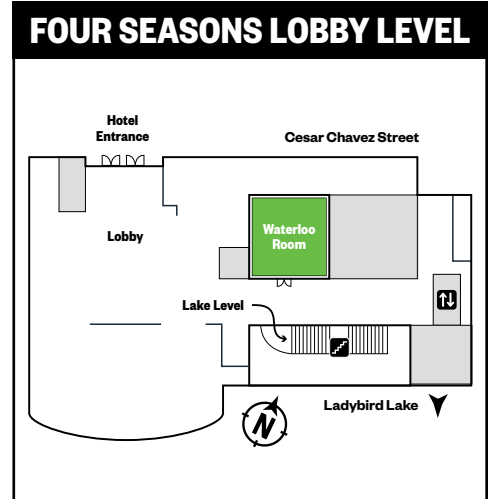 FOUR SEASONS LOBBY LEVEL
Hotel
Entrance
Cesar Chavez Street
Lobby
Waterloo
Room
Lake Level
Ladybird Lake
N